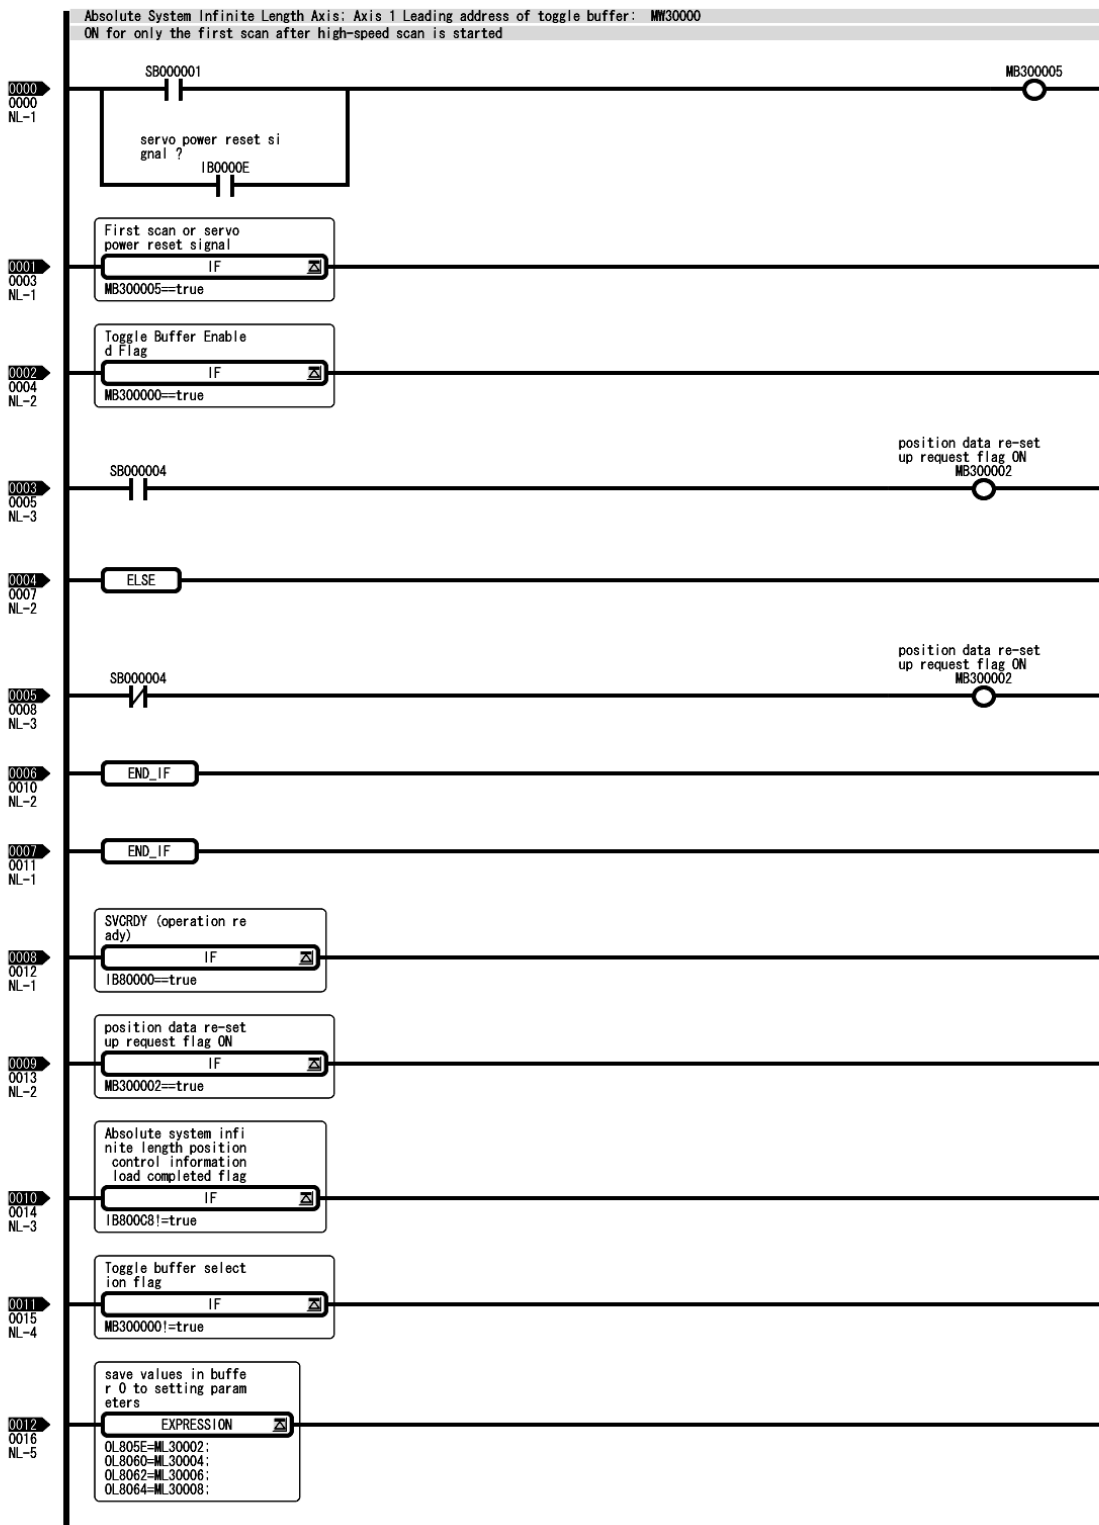 Absolute System Infinite Length Axis: Axis 1 Leading address of toggle buffer: MW30000
ON for only the first scan after high-speed scan is started
SB000001
MB300005
0000
0000
NL-1
servo power reset si
gnal ?
IB0000E
First scan or servo
power reset signal
0001
IF
0003
NL-1
MB300005==true
Toggle Buffer Enable
d Flag
0002
IF
0004
NL-2
MB300000==true
position data re-set
up request flag ON
SB000004
MB300002
0003
0005
NL-3
0004
ELSE
0007
NL-2
position data re-set
up request flag ON
SB000004
MB300002
0005
0008
NL-3
0006
END_IF
0010
NL-2
0007
END_IF
0011
NL-1
SVCRDY (operation re
ady)
0008
IF
0012
NL-1
IB80000==true
position data re-set
up request flag ON
0009
IF
0013
NL-2
MB300002==true
Absolute system infi
nite length position
control information
load completed flag
0010
IF
0014
NL-3
IB800C8!=true
Toggle buffer select
ion flag
0011
IF
0015
NL-4
MB300000!=true
save values in buffe
r 0 to setting param
eters
0012
EXPRESSION
0016
NL-5
OL805E=ML30002;
OL8060=ML30004;
OL8062=ML30006;
OL8064=ML30008;